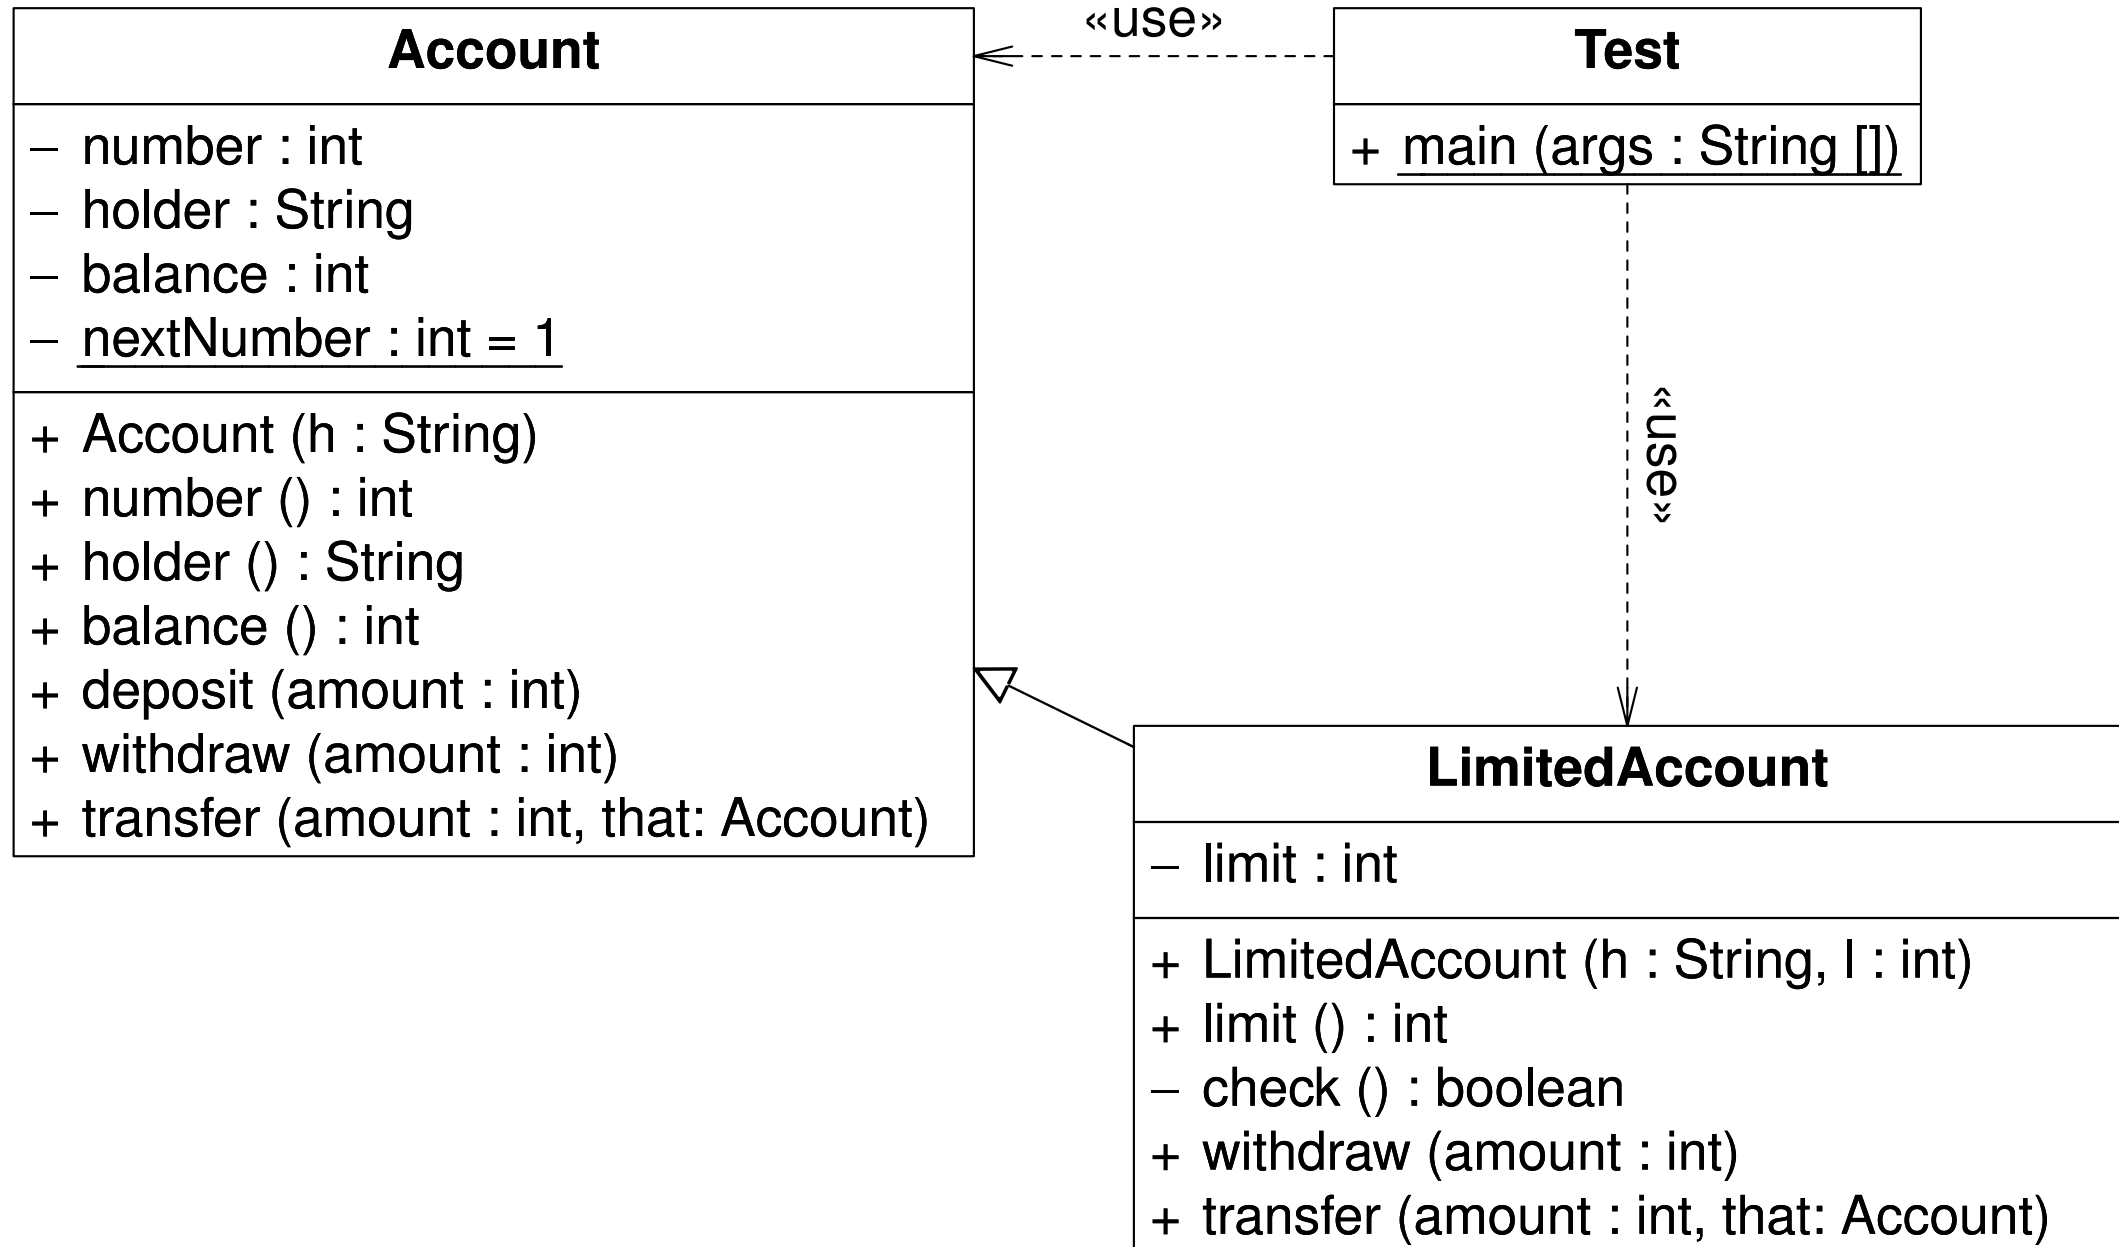 Account
– number : int
– holder : String
– balance : int
– nextNumber : int = 1
+ Account (h : String)
+ number () : int
+ holder () : String
+ balance () : int
+ deposit (amount : int)
+ withdraw (amount : int)
+ transfer (amount : int, that: Account)
«use»
Test
+ main (args : String [])
«use»
LimitedAccount
– limit : int
+ LimitedAccount (h : String, l : int)
+ limit () : int
– check () : boolean
+ withdraw (amount : int)
+ transfer (amount : int, that: Account)